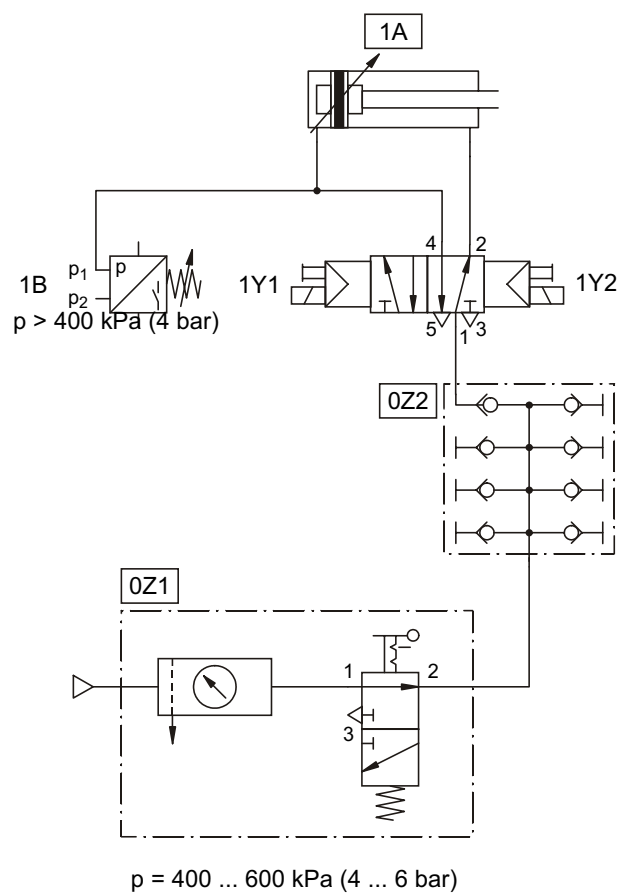 1A
4 2
p₁ p
1B 1Y1 1Y2
p₂
p > 400 kPa (4 bar)
5 1 3
0Z2
0Z1
1 2
3
p = 400 ... 600 kPa (4 ... 6 bar)